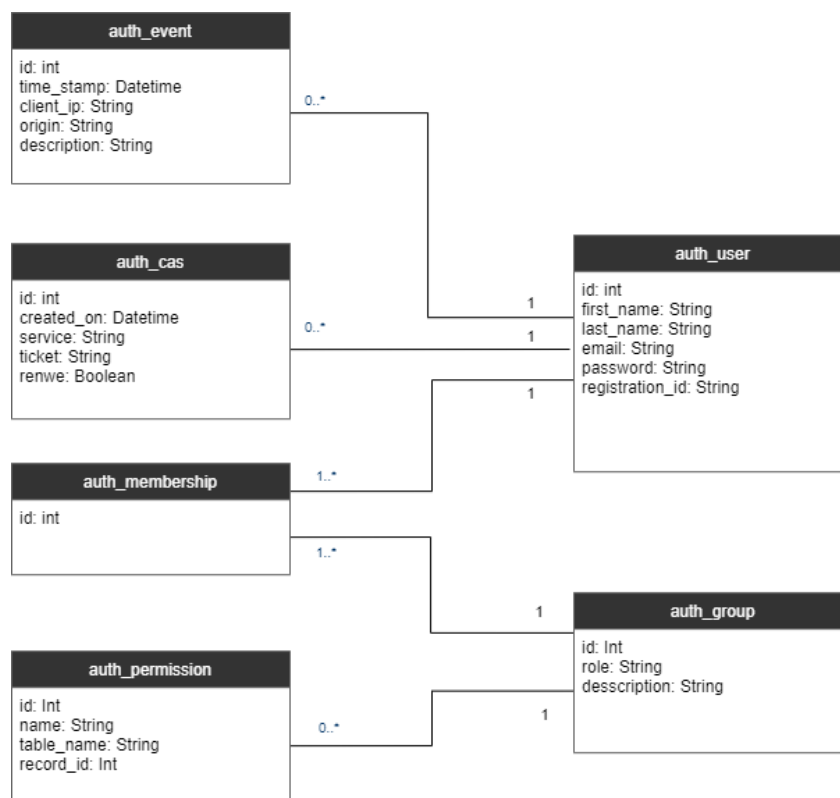 auth_event
id: int
time_stamp: Datetime
client_ip: String
origin: String
description: String
0..*
auth_cas
id: int
created_on: Datetime
service: String
ticket: String
renwe: Boolean
0..*
auth_user
id: int
first_name: String
last_name: String
email: String
password: String
registration_id: String
1
1
1
auth_membership
id: int
1..*
1..*
auth_group
id: Int
role: String
desscription: String
1
1
auth_permission
id: Int
name: String
table_name: String
record_id: Int
0..*